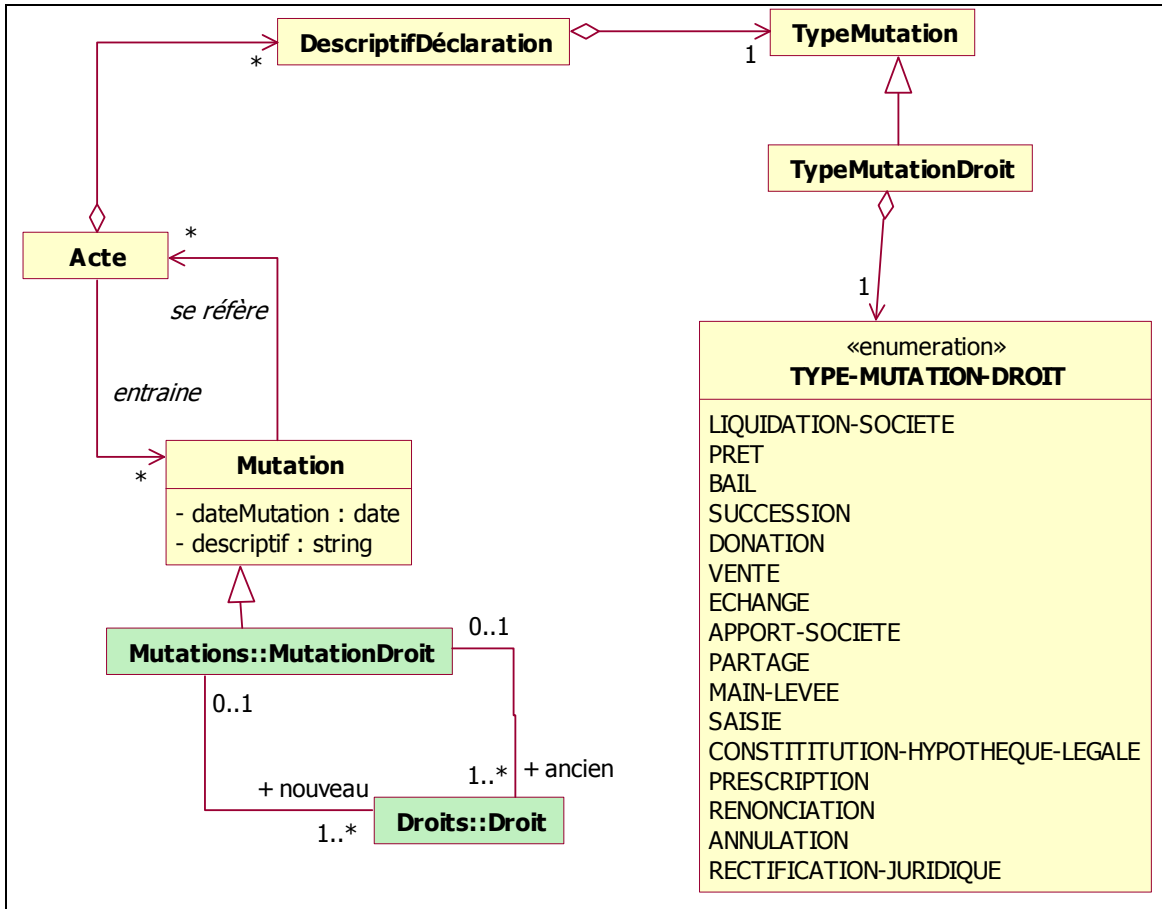 DescriptifDéclaration
*
TypeMutation
1
TypeMutationDroit
Acte
*
se réfère
entraine
*
1
Mutation
- dateMutation : date
- descriptif : string
Mutations::MutationDroit
0..1
0..1
+ nouveau
1..*
1..*
+ ancien
Droits::Droit
«enumeration»
TYPE-MUTATION-DROIT
LIQUIDATION-SOCIETE
PRET
BAIL
SUCCESSION
DONATION
VENTE
ECHANGE
APPORT-SOCIETE
PARTAGE
MAIN-LEVEE
SAISIE
CONSTITITUTION-HYPOTHEQUE-LEGALE
PRESCRIPTION
RENONCIATION
ANNULATION
RECTIFICATION-JURIDIQUE